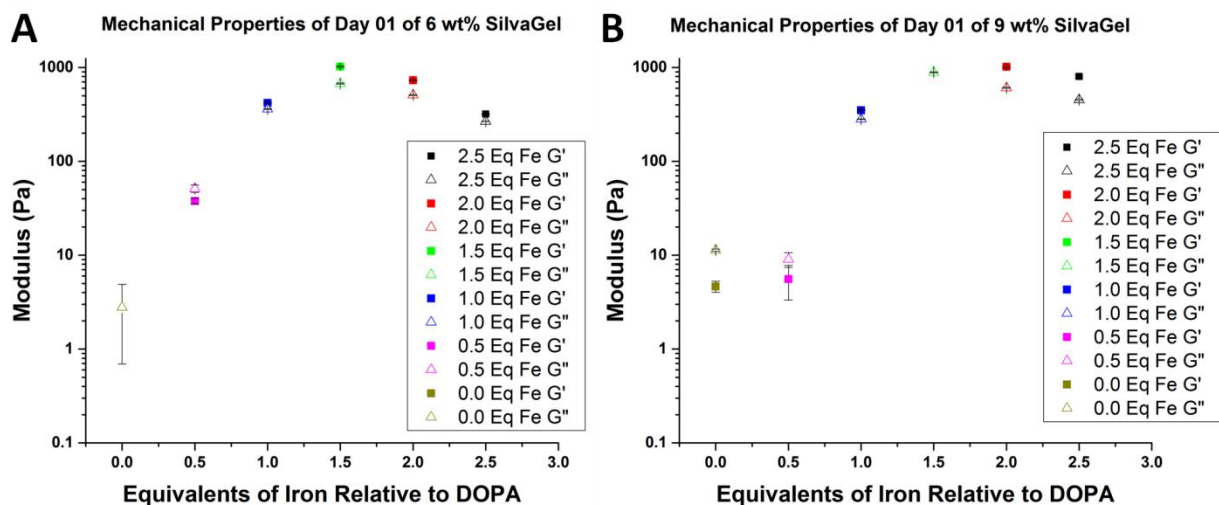 A
Mechanical Properties of Day 01 of 6 wt% SilvaGel
Modulus (Pa)
1000
100
10
1
0.1
2.5 Eq Fe G'
2.5 Eq Fe G"
2.0 Eq Fe G'
2.0 Eq Fe G"
1.5 Eq Fe G'
1.5 Eq Fe G"
1.0 Eq Fe G'
1.0 Eq Fe G"
0.5 Eq Fe G'
0.5 Eq Fe G"
0.0 Eq Fe G'
0.0 Eq Fe G"
0.0 0.5 1.0 1.5 2.0 2.5 3.0
Equivalents of Iron Relative to DOPA
B
Mechanical Properties of Day 01 of 9 wt% SilvaGel
Modulus (Pa)
1000
100
10
1
0.1
2.5 Eq Fe G'
2.5 Eq Fe G"
2.0 Eq Fe G'
2.0 Eq Fe G"
1.5 Eq Fe G'
1.5 Eq Fe G"
1.0 Eq Fe G'
1.0 Eq Fe G"
0.5 Eq Fe G'
0.5 Eq Fe G"
0.0 Eq Fe G'
0.0 Eq Fe G"
0.0 0.5 1.0 1.5 2.0 2.5 3.0
Equivalents of Iron Relative to DOPA